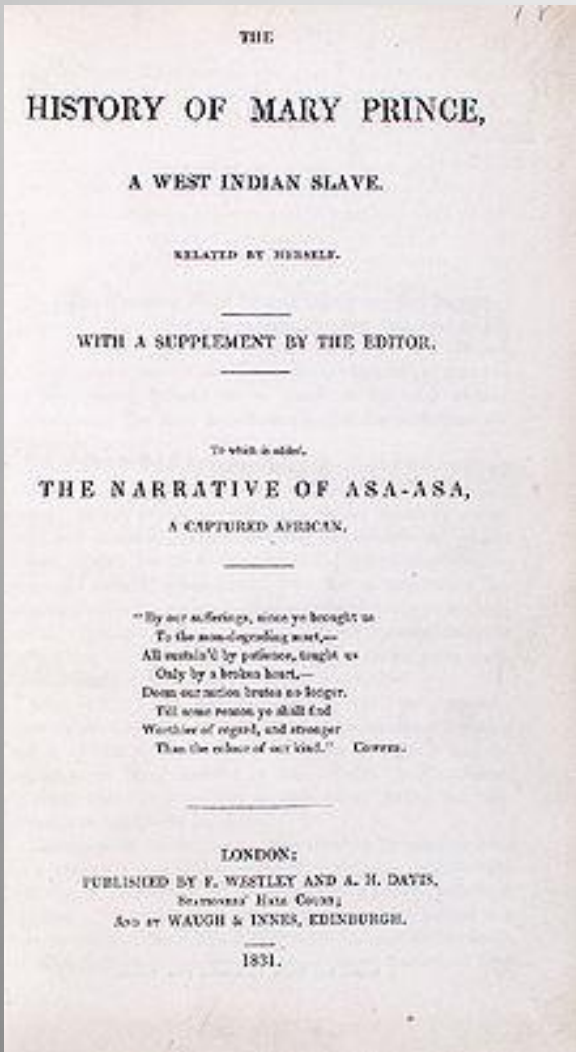 THE
HISTORY OF MARY PRINCE,
A WEST INDIAN SLAVE.
RELATED BY HERSELF.
WITH A SUPPLEMENT BY THE EDITOR.
To which is added,
THE NARRATIVE OF ASA-ASA,
A CAPTURED AFRICAN.
"By our sufferings, since ye brought us
To the man-degrading mart,—
All sustain'd by patience, taught us
Only by a broken heart,—
Deem our nation brutes no longer,
Till some reason ye shall find
Worthier of regard, and stronger
Than the colour of our kind." COWPER.
LONDON:
PUBLISHED BY F. WESTLEY AND A. H. DAVIS,
STATIONERS' HALL COURT;
AND BY WAUGH & INNES, EDINBURGH.
1831.